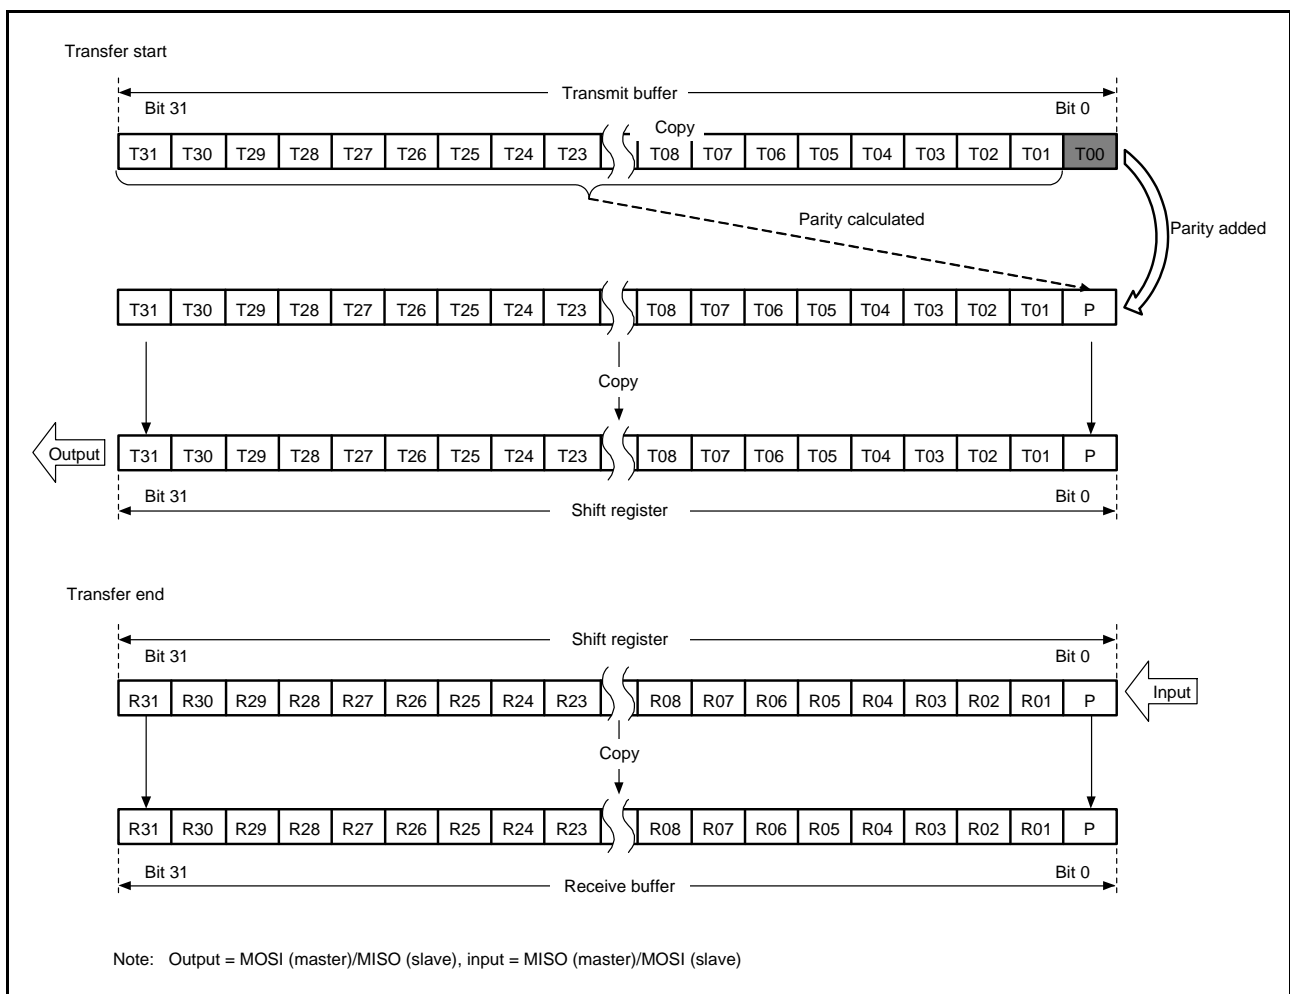 Transfer start
Transmit buffer
Bit 31 Bit 0
Copy
T31 T30 T29 T28 T27 T26 T25 T24 T23 T08 T07 T06 T05 T04 T03 T02 T01 T00
Parity calculated
Parity added
T31 T30 T29 T28 T27 T26 T25 T24 T23 T08 T07 T06 T05 T04 T03 T02 T01 P
Copy
Output T31 T30 T29 T28 T27 T26 T25 T24 T23 T08 T07 T06 T05 T04 T03 T02 T01 P
Bit 31 Bit 0
Shift register
Transfer end
Shift register
Bit 31 Bit 0
R31 R30 R29 R28 R27 R26 R25 R24 R23 R08 R07 R06 R05 R04 R03 R02 R01 P Input
Copy
R31 R30 R29 R28 R27 R26 R25 R24 R23 R08 R07 R06 R05 R04 R03 R02 R01 P
Bit 31 Bit 0
Receive buffer
Note: Output = MOSI (master)/MISO (slave), input = MISO (master)/MOSI (slave)